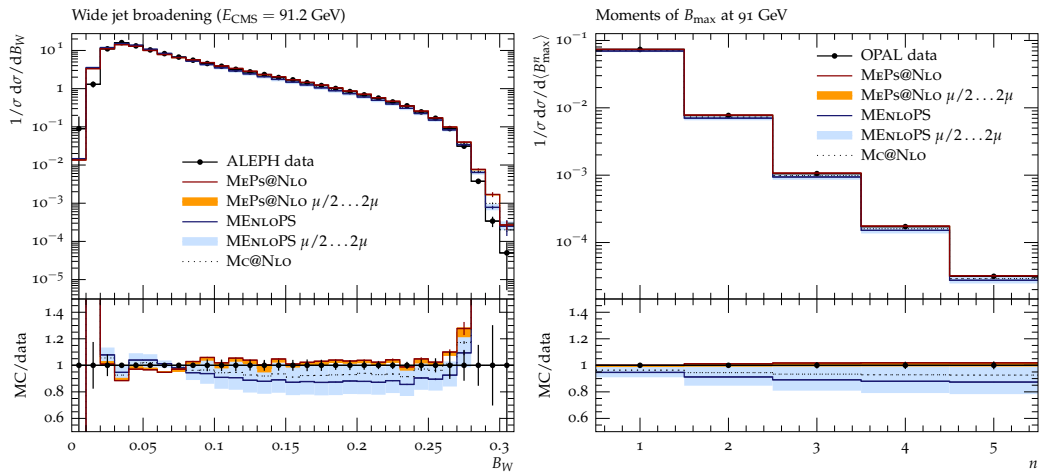 Wide jet broadening (E_CMS = 91.2 GeV)
1/σ dσ/dB_W
10^1
1
10^−1
10^−2
10^−3
10^−4
10^−5
ALEPH data
MEPS@NLO
MEPS@NLO μ/2...2μ
MENLOPS
MENLOPS μ/2...2μ
MC@NLO
MC/data
1.4
1.2
1
0.8
0.6
0 0.05 0.1 0.15 0.2 0.25 0.3
B_W
Moments of B_max at 91 GeV
1/σ dσ/d⟨B^n_max⟩
10^−1
10^−2
10^−3
10^−4
OPAL data
MEPS@NLO
MEPS@NLO μ/2...2μ
MENLOPS
MENLOPS μ/2...2μ
MC@NLO
MC/data
1.4
1.2
1
0.8
0.6
1 2 3 4 5
n